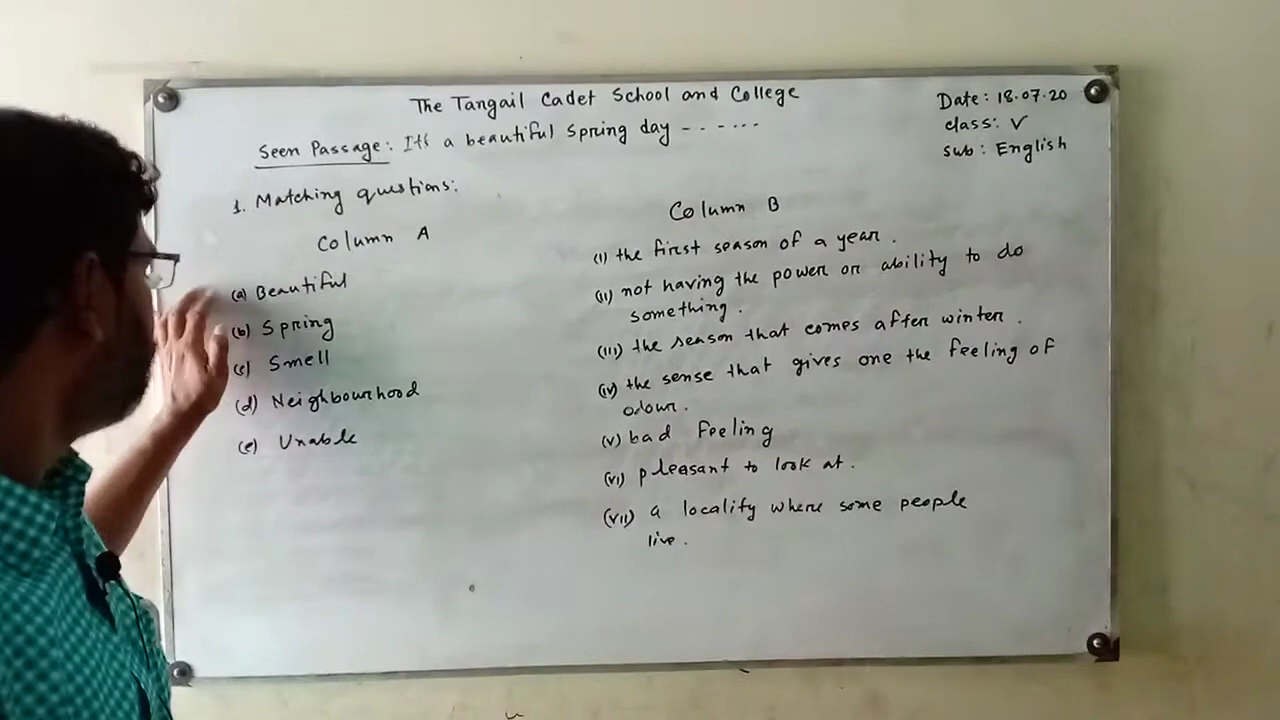 The Tangail Cadet School and College
Date: 18.07.20
Class: V
Sub: English
Seen Passage: It's a beautiful spring day - - - ...
1. Matching questions:
Column A
(a) Beautiful
(b) Spring
(c) Smell
(d) Neighbourhood
(e) Unable
Column B
(i) the first season of a year.
(ii) not having the power or ability to do
something.
(iii) the season that comes after winter.
(iv) the sense that gives one the feeling of
odour.
(v) bad feeling
(vi) pleasant to look at.
(vii) a locality where some people
live.